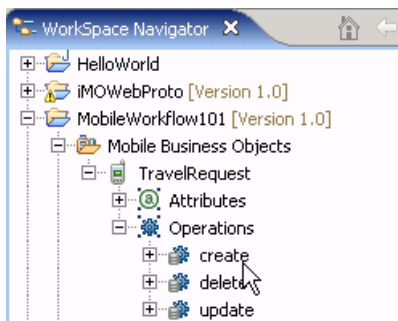 WorkSpace Navigator
HelloWorld
iMOWebProto [Version 1.0]
MobileWorkflow101 [Version 1.0]
Mobile Business Objects
TravelRequest
Attributes
Operations
create
delete
update